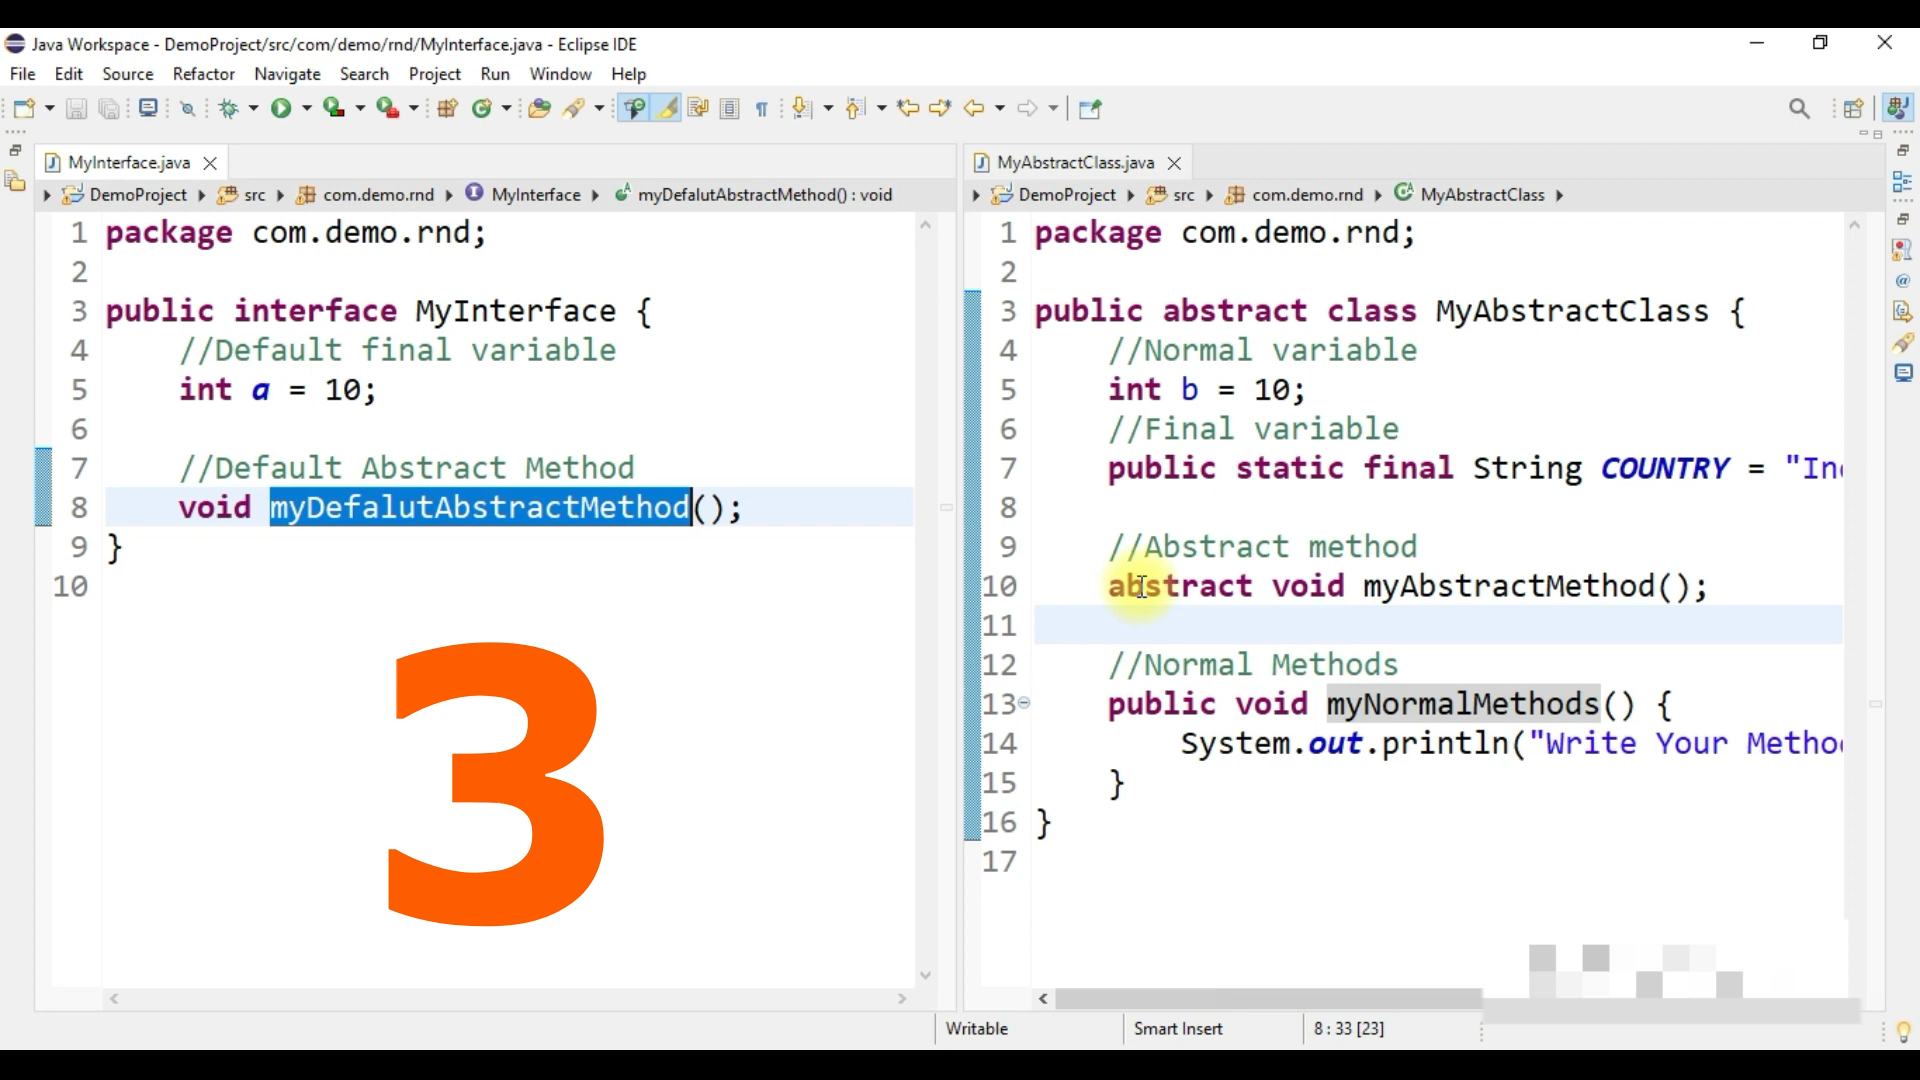 Java Workspace - DemoProject/src/com/demo/rnd/MyInterface.java - Eclipse IDE
File Edit Source Refactor Navigate Search Project Run Window Help
MyInterface.java
DemoProject src com.demo.rnd MyInterface myDefalutAbstractMethod() : void
1 package com.demo.rnd;
2
3 public interface MyInterface {
4 //Default final variable
5 int a = 10;
6
7 //Default Abstract Method
8 void myDefalutAbstractMethod();
9 }
10
3
MyAbstractClass.java
DemoProject src com.demo.rnd MyAbstractClass
1 package com.demo.rnd;
2
3 public abstract class MyAbstractClass {
4 //Normal variable
5 int b = 10;
6 //Final variable
7 public static final String COUNTRY = "In
8
9 //Abstract method
10 abstract void myAbstractMethod();
11
12 //Normal Methods
13 public void myNormalMethods() {
14 System.out.println("Write Your Metho
15 }
16 }
17
Writable Smart Insert 8 : 33 [23]